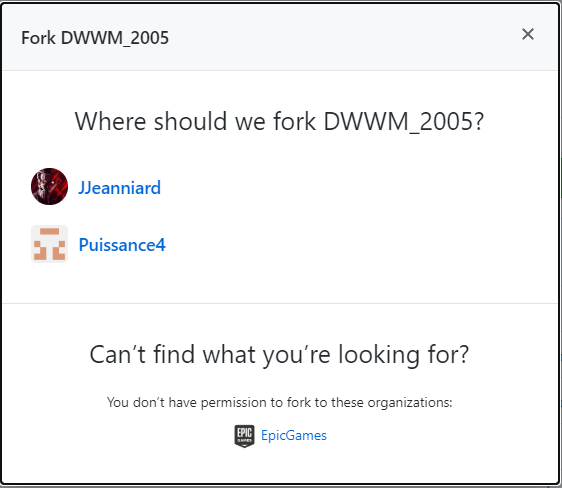 Fork DWWM_2005
Where should we fork DWWM_2005?
JJeanniard
Puissance4
Can’t find what you’re looking for?
You don’t have permission to fork to these organizations:
EPIC
GAMES
EpicGames